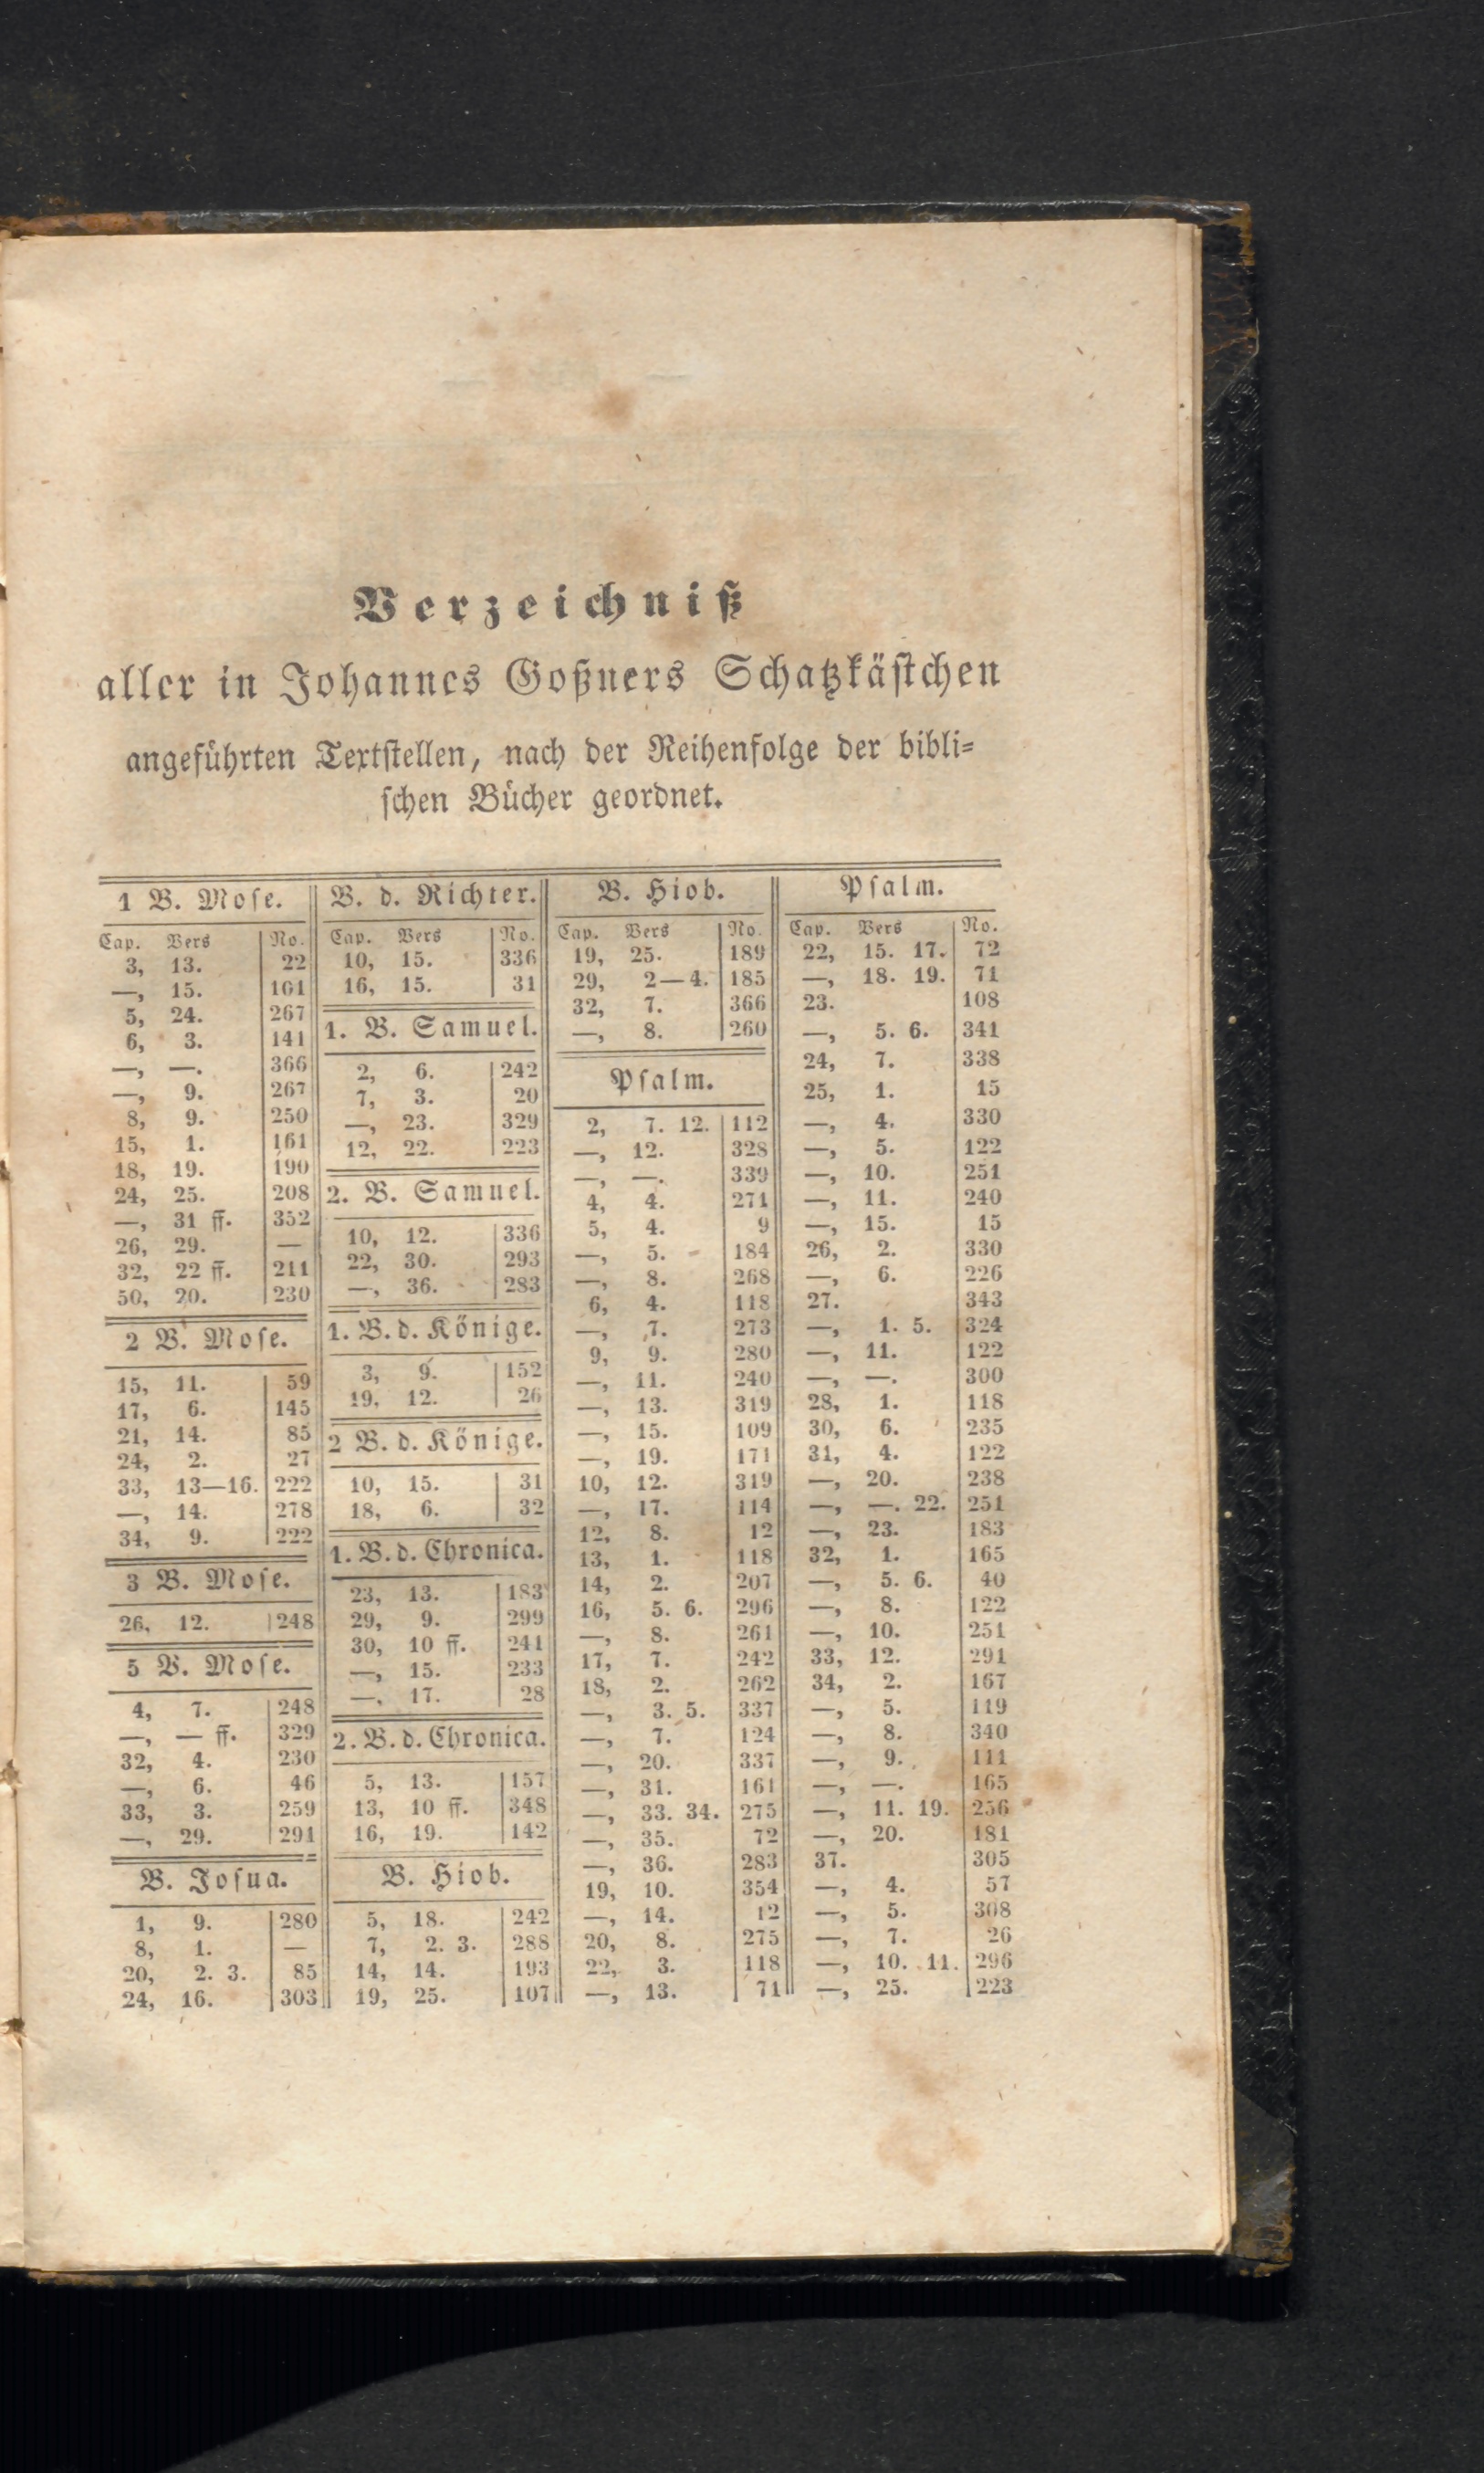 Verzeichniß
aller in Johannes Goßners Schatzkästchen
angeführten Textstellen, nach der Reihenfolge der bibli-
schen Bücher geordnet.
1 B. Mose.
Cap. Vers No.
3, 13. 22
—, 15. 101
5, 24. 267
6, 3. 141
—, —. 366
—, 9. 267
8, 9. 250
15, 1. 161
18, 19. 190
24, 25. 208
—, 31 ff. 352
26, 29. —
32, 22 ff. 211
50, 20. 230
2 B. Mose.
15, 11. 59
17, 6. 145
21, 14. 85
24, 2. 27
33, 13—16. 222
—, 14. 278
34, 9. 222
3 B. Mose.
26, 12. 248
5 B. Mose.
4, 7. 248
—, — ff. 329
32, 4. 230
—, 6. 46
33, 3. 259
—, 29. 291
B. Josua.
1, 9. 280
8, 1. —
20, 2. 3. 85
24, 16. 303
B. d. Richter.
Cap. Vers No.
10, 15. 336
16, 15. 31
1. B. Samuel.
2, 6. 242
7, 3. 20
—, 23. 329
12, 22. 223
2. B. Samuel.
10, 12. 336
22, 30. 293
—, 36. 283
1. B. d. Könige.
3, 9. 152
19, 12. 26
2 B. d. Könige.
10, 15. 31
18, 6. 32
1. B. d. Chronica.
23, 13. 183
29, 9. 299
30, 10 ff. 241
—, 15. 233
—, 17. 28
2. B. d. Chronica.
5, 13. 157
13, 10 ff. 348
16, 19. 142
B. Hiob.
5, 18. 242
7, 2. 3. 288
14, 14. 193
19, 25. 107
B. Hiob.
Cap. Vers No.
19, 25. 189
29, 2—4. 185
32, 7. 366
—, 8. 260
Psalm.
2, 7. 12. 112
—, 12. 328
—, —. 339
4, 4. 271
5, 4. 9
—, 5. 184
—, 8. 268
6, 4. 118
—, 7. 273
9, 9. 280
—, 11. 240
—, 13. 319
—, 15. 109
—, 19. 171
10, 12. 319
—, 17. 114
12, 8. 12
13, 1. 118
14, 2. 207
16, 5. 6. 296
—, 8. 261
17, 7. 242
18, 2. 262
—, 3. 5. 337
—, 7. 124
—, 20. 337
—, 31. 161
—, 33. 34. 275
—, 35. 72
—, 36. 283
19, 10. 354
—, 14. 12
20, 8. 275
22, 3. 118
—, 13. 71
Psalm.
Cap. Vers No.
22, 15. 17. 72
—, 18. 19. 71
23. 108
—, 5. 6. 341
24, 7. 338
25, 1. 15
—, 4. 330
—, 5. 122
—, 10. 251
—, 11. 240
—, 15. 15
26, 2. 330
—, 6. 226
27. 343
—, 1. 5. 324
—, 11. 122
—, —. 300
28, 1. 118
30, 6. 235
31, 4. 122
—, 20. 238
—, —. 22. 251
—, 23. 183
32, 1. 165
—, 5. 6. 40
—, 8. 122
—, 10. 251
33, 12. 291
34, 2. 167
—, 5. 119
—, 8. 340
—, 9. 111
—, —. 165
—, 11. 19. 256
—, 20. 181
37. 305
—, 4. 57
—, 5. 308
—, 7. 26
—, 10. 11. 296
—, 25. 223